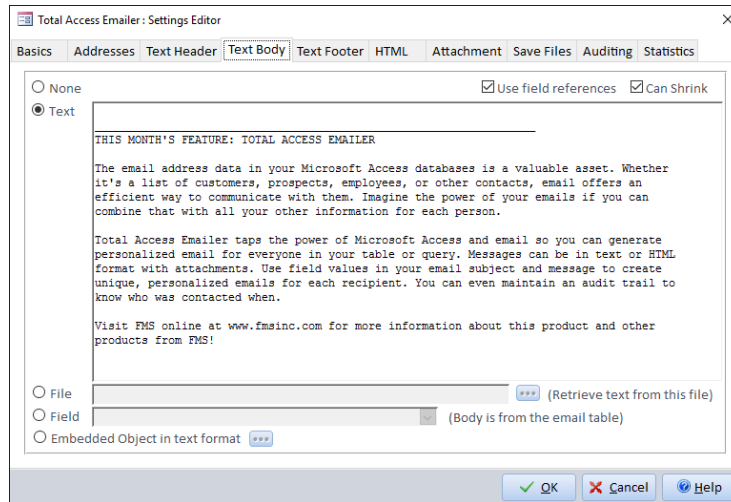 Total Access Emailer : Settings Editor
Basics Addresses Text Header Text Body Text Footer HTML Attachment Save Files Auditing Statistics
None Use field references Can Shrink
Text
THIS MONTH'S FEATURE: TOTAL ACCESS EMAILER
The email address data in your Microsoft Access databases is a valuable asset. Whether
it's a list of customers, prospects, employees, or other contacts, email offers an
efficient way to communicate with them. Imagine the power of your emails if you can
combine that with all your other information for each person.
Total Access Emailer taps the power of Microsoft Access and email so you can generate
personalized email for everyone in your table or query. Messages can be in text or HTML
format with attachments. Use field values in your email subject and message to create
unique, personalized emails for each recipient. You can even maintain an audit trail to
know who was contacted when.
Visit FMS online at www.fmsinc.com for more information about this product and other
products from FMS!
File (Retrieve text from this file)
Field (Body is from the email table)
Embedded Object in text format
OK Cancel Help